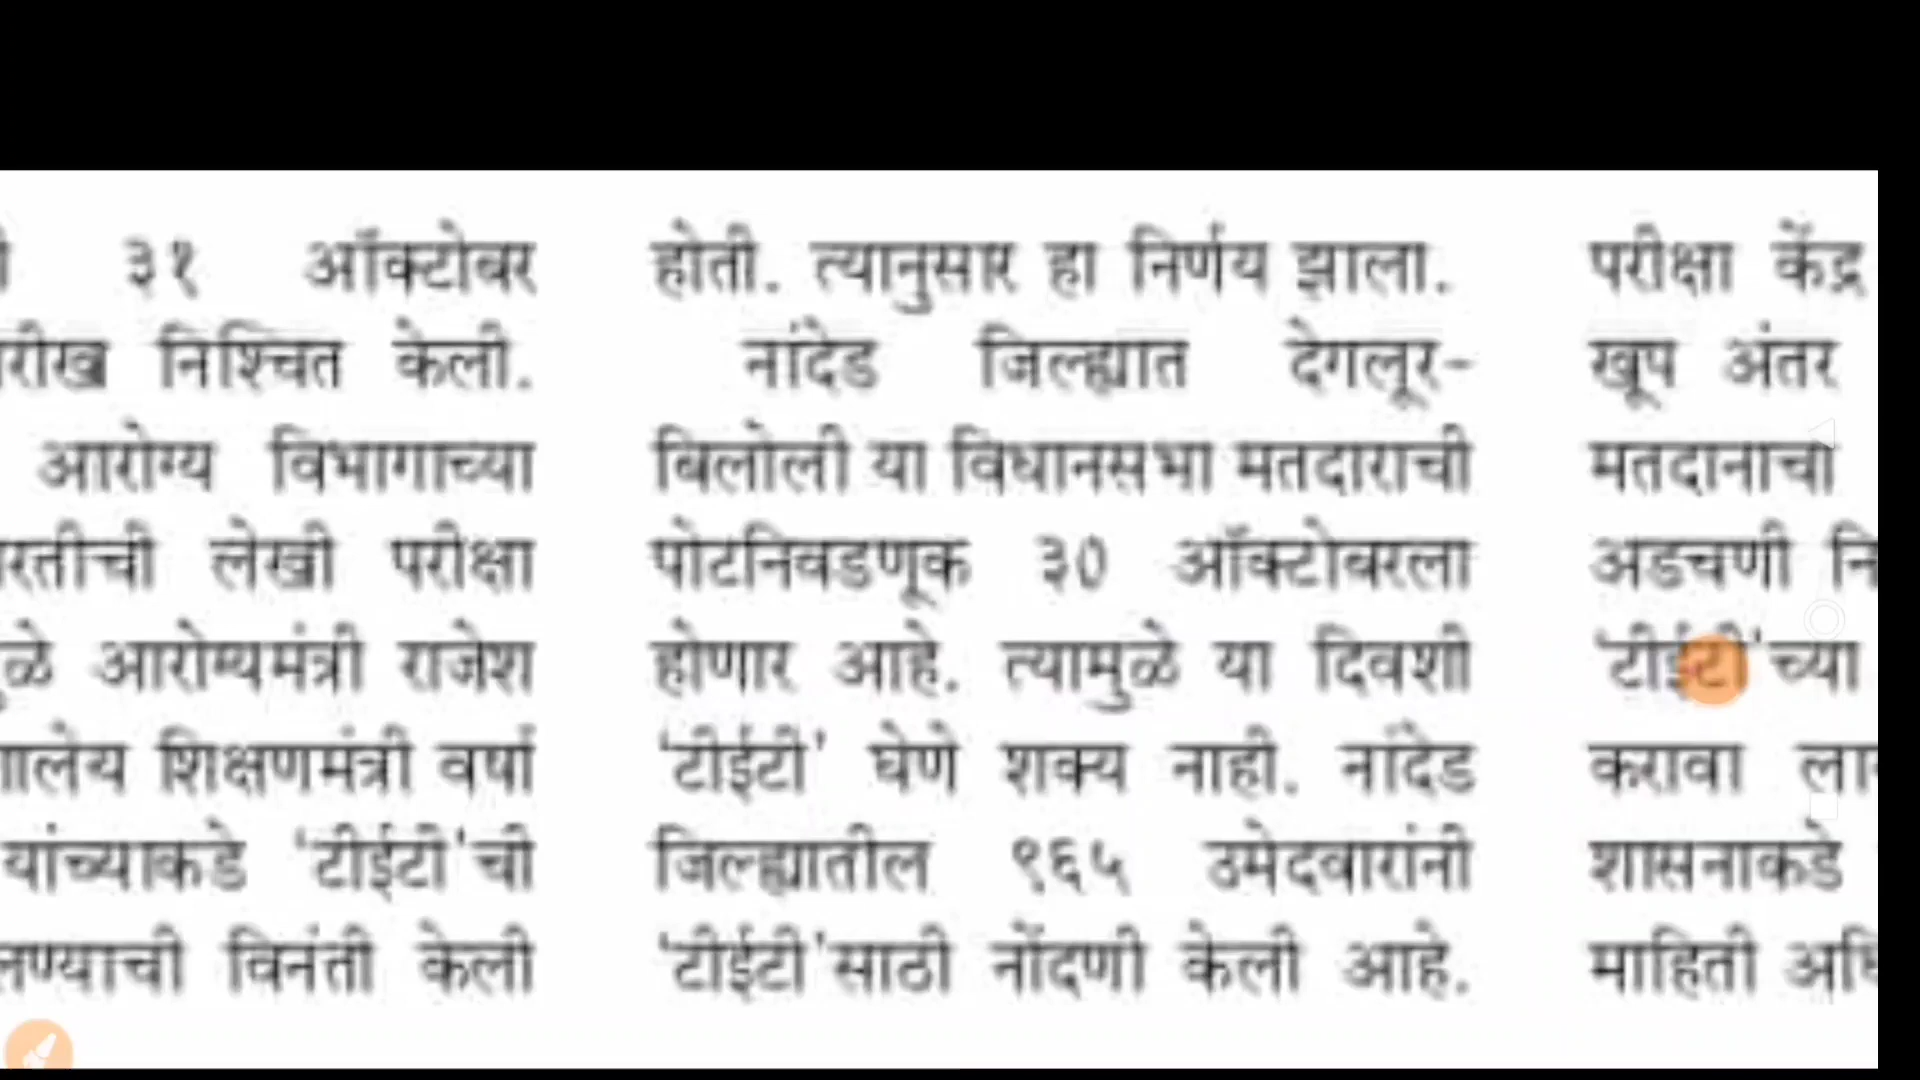 ३१ ऑक्टोबर
निश्चित केली.
आरोग्य विभागाच्या
लेखी परीक्षा
आरोग्यमंत्री राजेश
शिक्षणमंत्री वर्षा
यांच्याकडे 'टीईटी'ची
विनंती केली
होती. त्यानुसार हा निर्णय झाला.
नांदेड जिल्ह्यात देगलूर-
बिलोली या विधानसभा मतदाराची
पोटनिवडणूक ३० ऑक्टोबरला
होणार आहे. त्यामुळे या दिवशी
'टीईटी' घेणे शक्य नाही. नांदेड
जिल्ह्यातील ९६५ उमेदवारांनी
'टीईटी'साठी नोंदणी केली आहे.
परीक्षा केंद्र
खूप अंतर
मतदानाचा
अडचणी
'टीईटी'च्या
करावा
शासनाकडे
माहिती